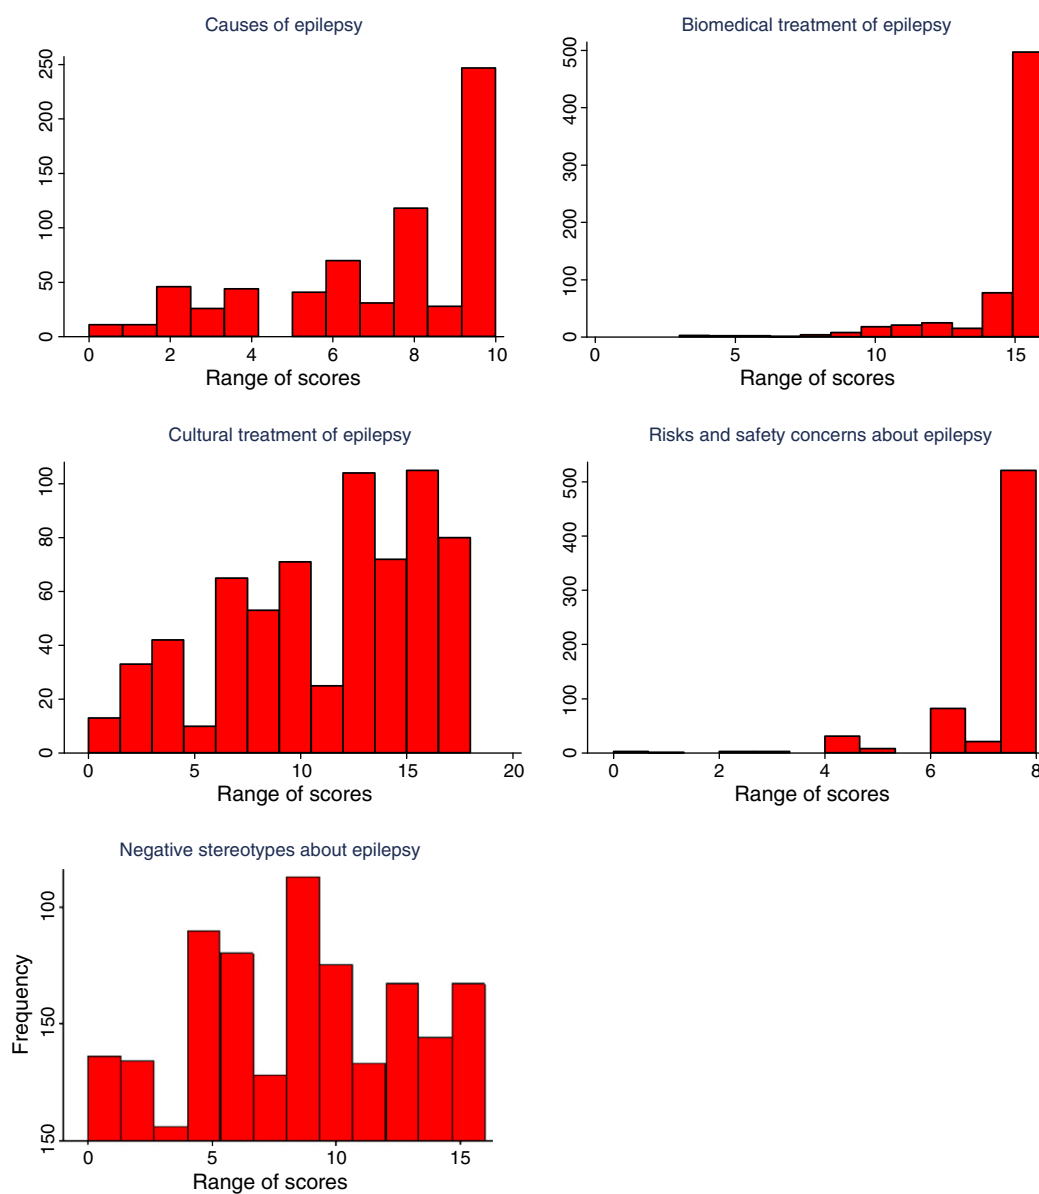 Causes of epilepsy
250
200
150
100
50
0
0 2 4 6 8 10
Range of scores
Biomedical treatment of epilepsy
500
400
300
200
100
0
0 5 10 15
Range of scores
Cultural treatment of epilepsy
100
80
60
40
20
0
0 5 10 15 20
Range of scores
Risks and safety concerns about epilepsy
500
400
300
200
100
0
0 2 4 6 8
Range of scores
Negative stereotypes about epilepsy
Frequency
100
150
150
0 5 10 15
Range of scores